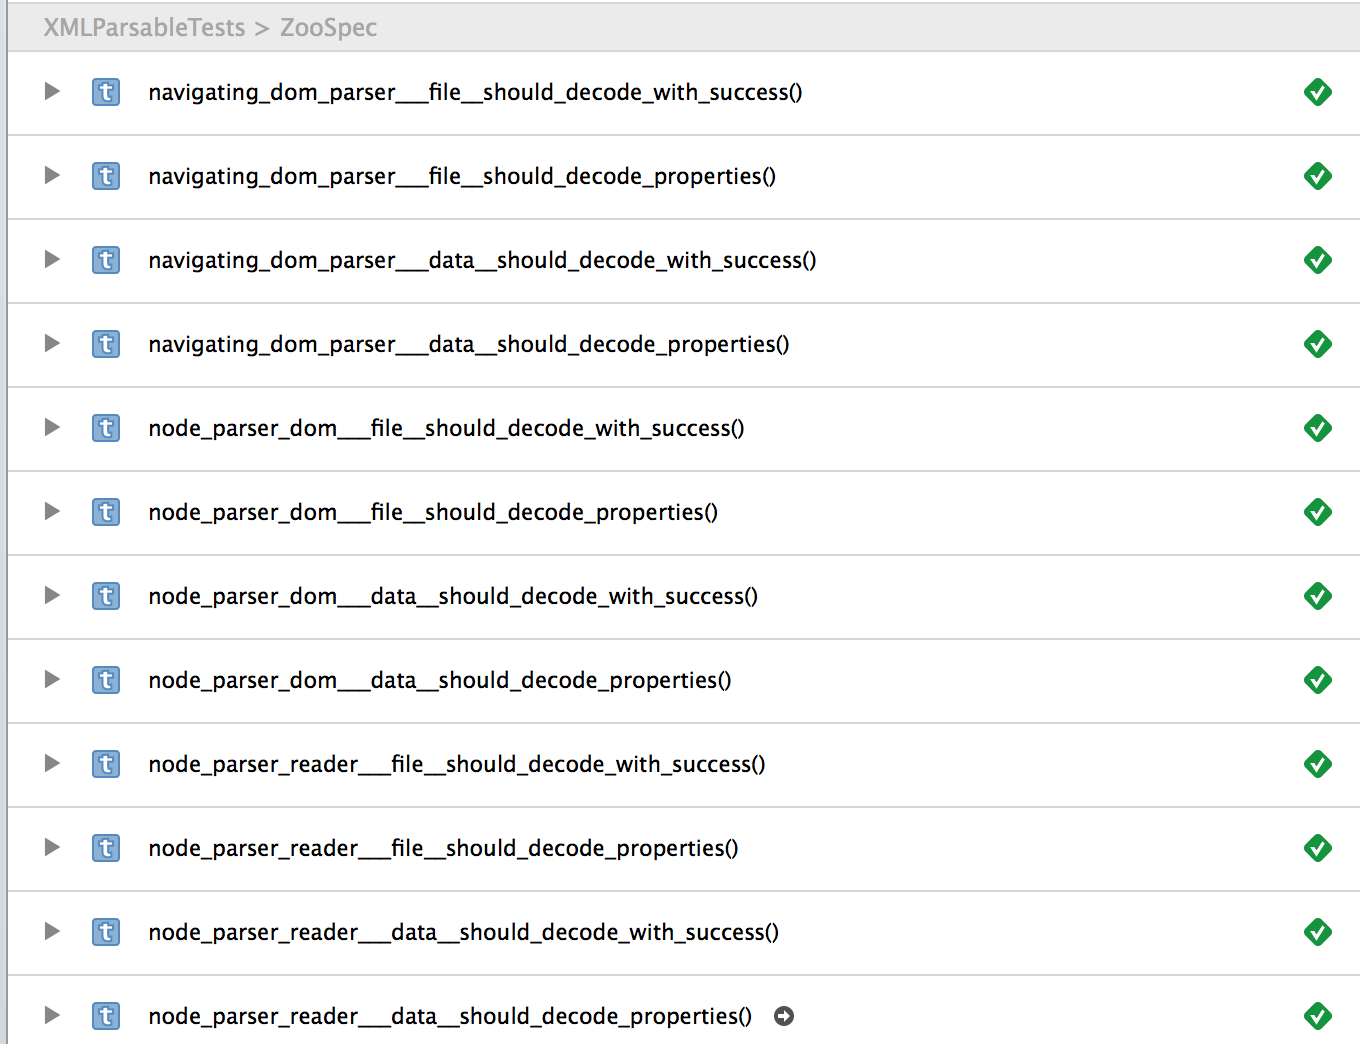 XMLParsableTests > ZooSpec
t navigating_dom_parser___file__should_decode_with_success()
t navigating_dom_parser___file__should_decode_properties()
t navigating_dom_parser___data__should_decode_with_success()
t navigating_dom_parser___data__should_decode_properties()
t node_parser_dom___file__should_decode_with_success()
t node_parser_dom___file__should_decode_properties()
t node_parser_dom___data__should_decode_with_success()
t node_parser_dom___data__should_decode_properties()
t node_parser_reader___file__should_decode_with_success()
t node_parser_reader___file__should_decode_properties()
t node_parser_reader___data__should_decode_with_success()
t node_parser_reader___data__should_decode_properties()